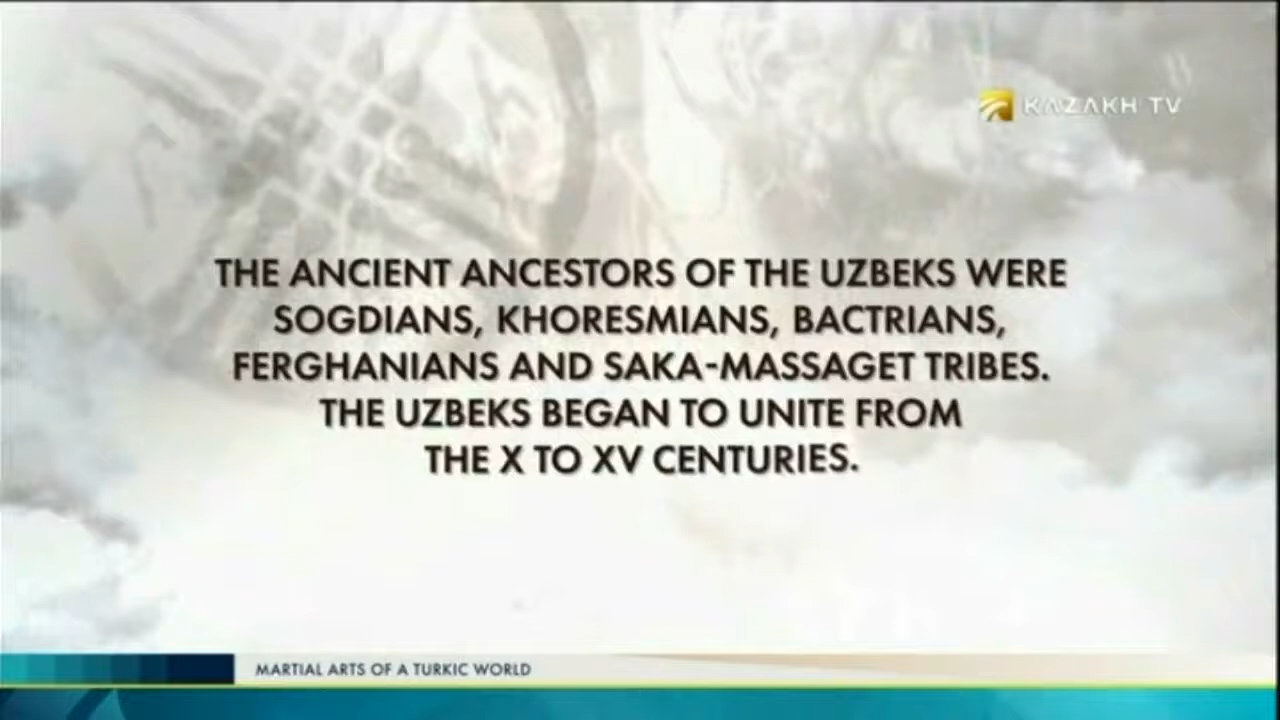 KAZAKH TV
THE ANCIENT ANCESTORS OF THE UZBEKS WERE
SOGDIANS, KHORESMIANS, BACTRIANS,
FERGHANIANS AND SAKA-MASSAGET TRIBES.
THE UZBEKS BEGAN TO UNITE FROM
THE X TO XV CENTURIES.
MARTIAL ARTS OF A TURKIC WORLD